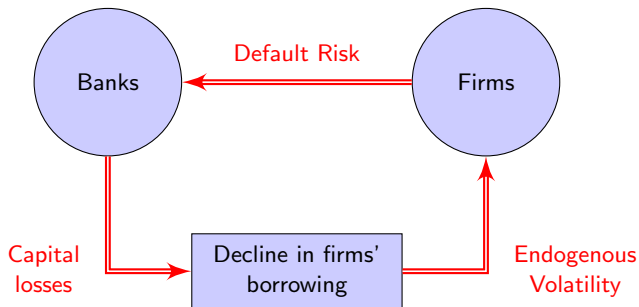 Default Risk
Banks
Firms
Capital
losses
Decline in firms'
borrowing
Endogenous
Volatility